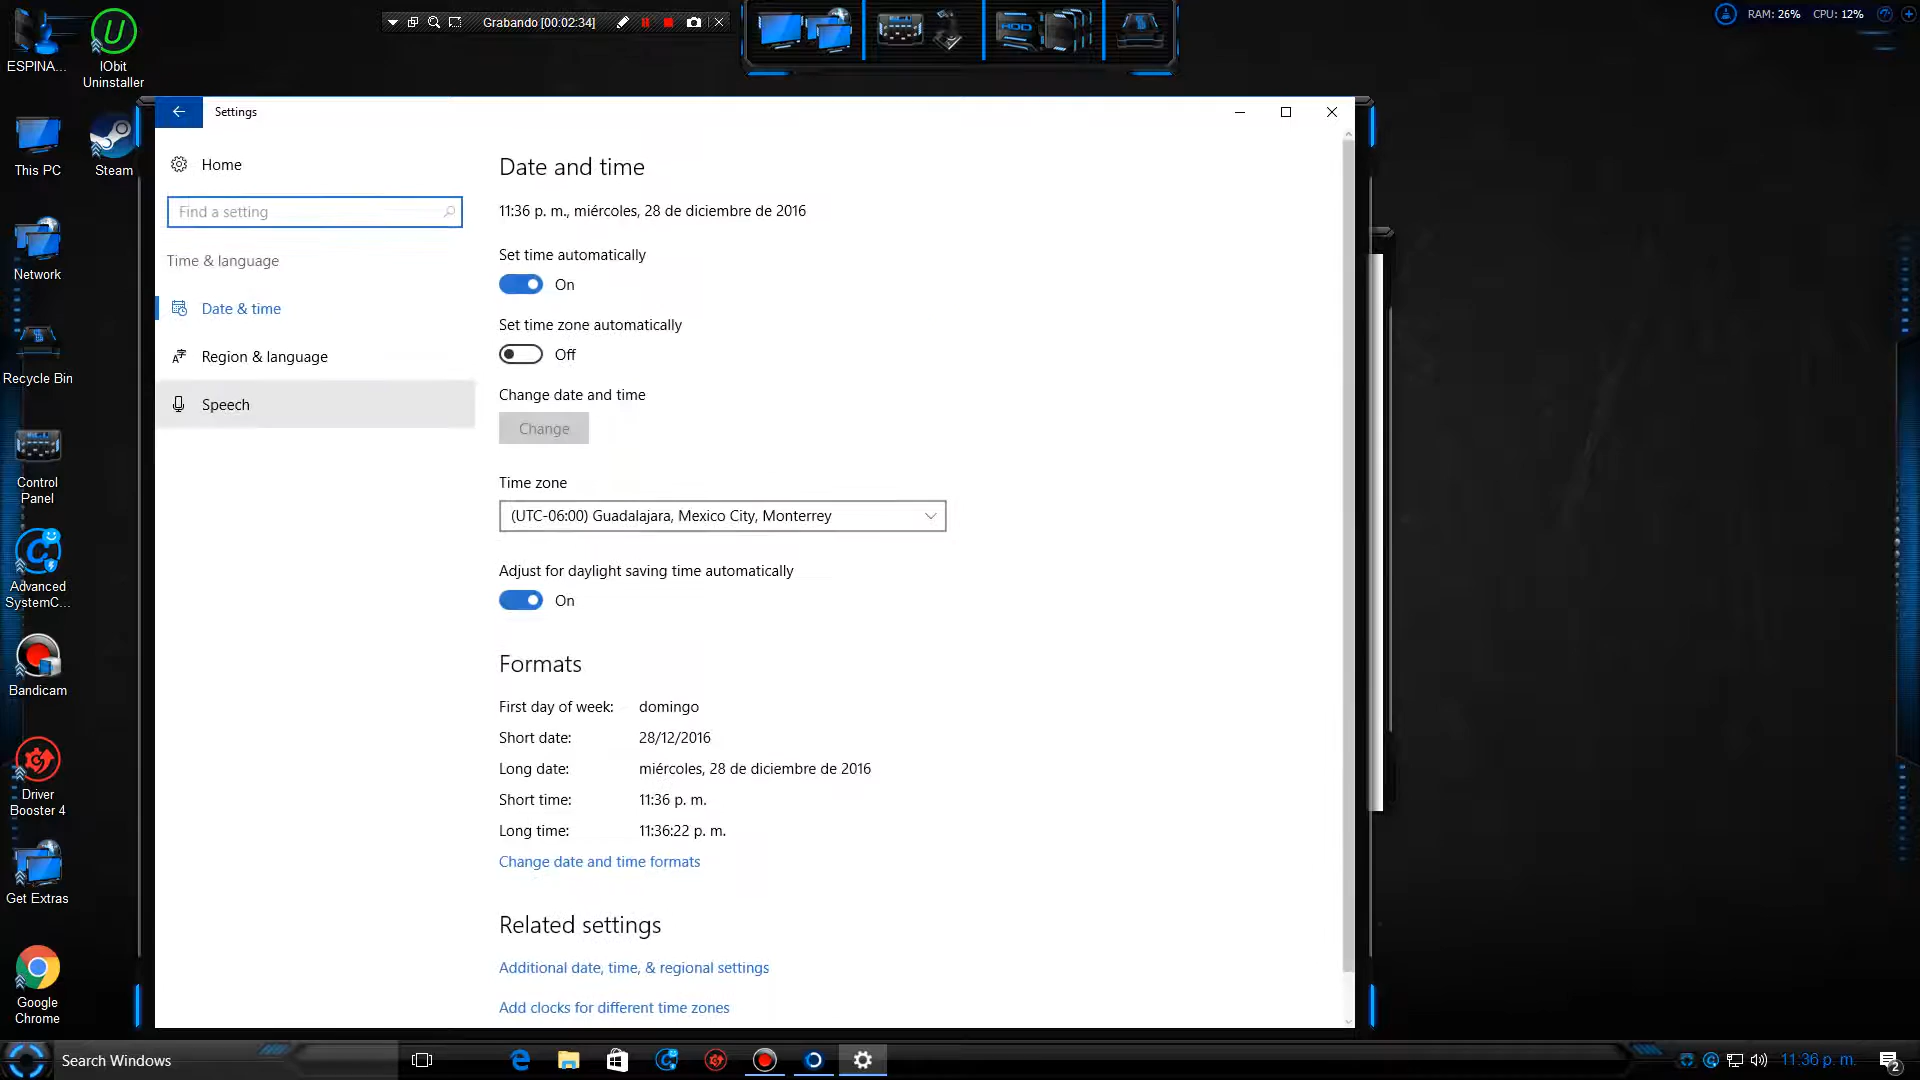 Grabando [00:02:34]
RAM: 26% CPU: 12%
ESPINA...
IObit
Uninstaller
This PC
Steam
Network
Recycle Bin
Control
Panel
Advanced
SystemC...
Bandicam
Driver
Booster 4
Get Extras
Google
Chrome
Settings
Home
Find a setting
Time & language
Date & time
Region & language
Speech
Date and time
11:36 p. m., miércoles, 28 de diciembre de 2016
Set time automatically
On
Set time zone automatically
Off
Change date and time
Change
Time zone
(UTC-06:00) Guadalajara, Mexico City, Monterrey
Adjust for daylight saving time automatically
On
Formats
First day of week: domingo
Short date: 28/12/2016
Long date: miércoles, 28 de diciembre de 2016
Short time: 11:36 p. m.
Long time: 11:36:22 p. m.
Change date and time formats
Related settings
Additional date, time, & regional settings
Add clocks for different time zones
Search Windows
11:36 p. m.
2